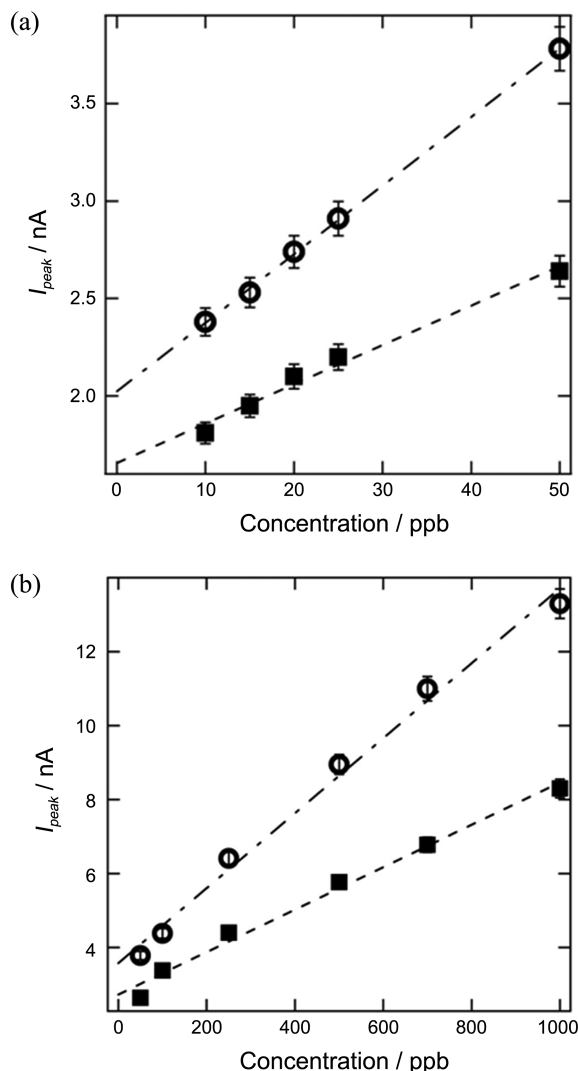 (a)
3.5
3.0
2.5
2.0
I_peak / nA
0 10 20 30 40 50
Concentration / ppb
(b)
12
10
8
6
4
I_peak / nA
0 200 400 600 800 1000
Concentration / ppb